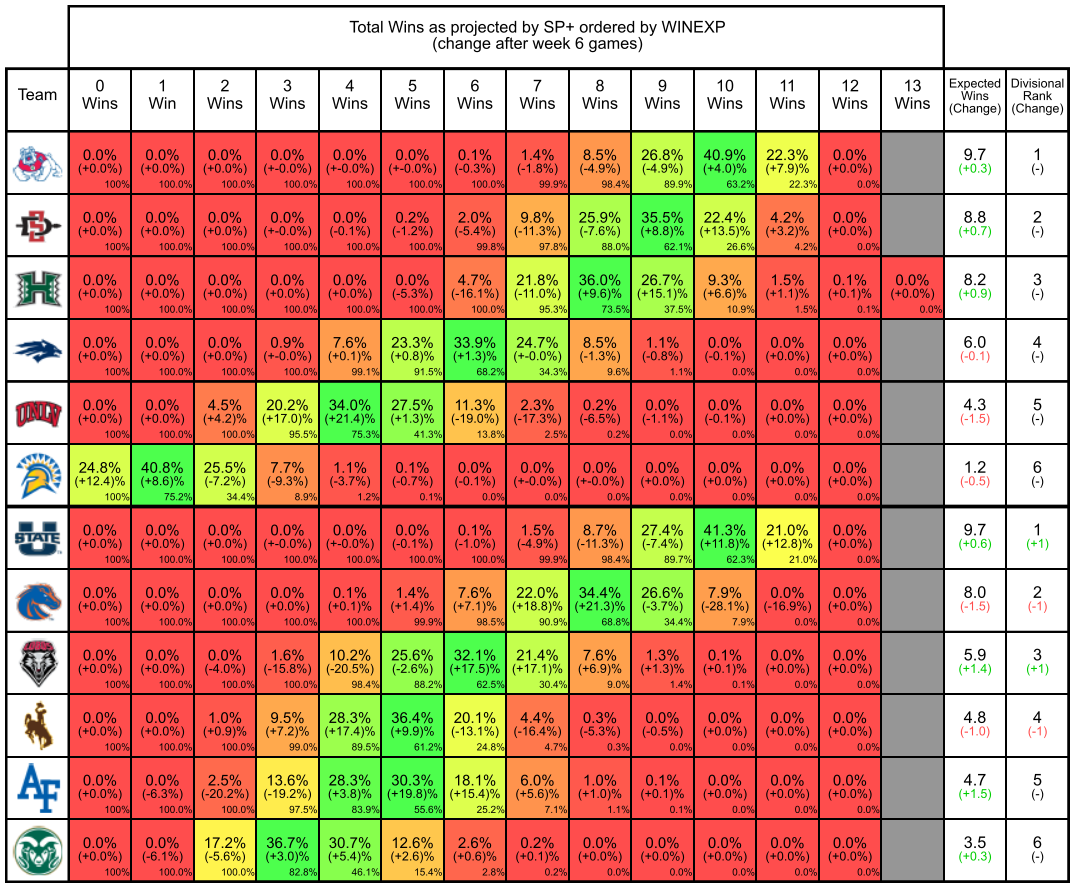 Total Wins as projected by SP+ ordered by WINEXP
(change after week 6 games)
Team 0 Wins 1 Win 2 Wins 3 Wins 4 Wins 5 Wins 6 Wins 7 Wins 8 Wins 9 Wins 10 Wins 11 Wins 12 Wins 13 Wins Expected Wins (Change) Divisional Rank (Change)
0.0% 0.0% 0.0% 0.0% 0.0% 0.0% 0.1% 1.4% 8.5% 26.8% 40.9% 22.3% 0.0% 9.7 1
(+0.0%) (+0.0%) (+0.0%) (+-0.0%) (+-0.0%) (+-0.0%) (-0.3%) (-1.8%) (-4.9%) (-4.9%) (+4.0%) (+7.9%) (+0.0%) (+0.3) (-)
100% 100.0% 100.0% 100.0% 100.0% 100.0% 100.0% 99.9% 98.4% 89.9% 63.2% 22.3% 0.0%
SD
0.0% 0.0% 0.0% 0.0% 0.0% 0.2% 2.0% 9.8% 25.9% 35.5% 22.4% 4.2% 0.0% 8.8 2
(+0.0%) (+0.0%) (+0.0%) (+-0.0%) (-0.1%) (-1.2%) (-5.4%) (-11.3%) (-7.6%) (+8.8%) (+13.5%) (+3.2%) (+0.0%) (+0.7) (-)
100% 100.0% 100.0% 100.0% 100.0% 100.0% 99.8% 97.8% 88.0% 62.1% 26.6% 4.2% 0.0%
H
0.0% 0.0% 0.0% 0.0% 0.0% 0.0% 4.7% 21.8% 36.0% 26.7% 9.3% 1.5% 0.1% 0.0% 8.2 3
(+0.0%) (+0.0%) (+0.0%) (+0.0%) (+0.0%) (-5.3%) (-16.1%) (-11.0%) (+9.6%) (+15.1%) (+6.6%) (+1.1%) (+0.1%) (+0.0%) (+0.9) (-)
100% 100.0% 100.0% 100.0% 100.0% 100.0% 100.0% 95.3% 73.5% 37.5% 10.9% 1.5% 0.1% 0.0%
0.0% 0.0% 0.0% 0.9% 7.6% 23.3% 33.9% 24.7% 8.5% 1.1% 0.0% 0.0% 0.0% 6.0 4
(+0.0%) (+0.0%) (+0.0%) (+-0.0%) (+0.1)% (+0.8)% (+1.3)% (+-0.0%) (-1.3%) (-0.8%) (-0.1%) (+0.0%) (+0.0%) (-0.1) (-)
100% 100.0% 100.0% 100.0% 99.1% 91.5% 68.2% 34.3% 9.6% 1.1% 0.0% 0.0% 0.0%
UNLV
0.0% 0.0% 4.5% 20.2% 34.0% 27.5% 11.3% 2.3% 0.2% 0.0% 0.0% 0.0% 0.0% 4.3 5
(+0.0%) (+0.0%) (+4.2)% (+17.0)% (+21.4)% (+1.3)% (-19.0)% (-17.3%) (-6.5%) (-1.1%) (-0.1%) (+0.0%) (+0.0%) (-1.5) (-)
100% 100.0% 100.0% 95.5% 75.3% 41.3% 13.8% 2.5% 0.2% 0.0% 0.0% 0.0% 0.0%
24.8% 40.8% 25.5% 7.7% 1.1% 0.1% 0.0% 0.0% 0.0% 0.0% 0.0% 0.0% 0.0% 1.2 6
(+12.4)% (+8.6)% (-7.2)% (-9.3%) (-3.7%) (-0.7%) (-0.1%) (+-0.0%) (+-0.0%) (+0.0%) (+0.0%) (+0.0%) (+0.0%) (-0.5) (-)
100% 75.2% 34.4% 8.9% 1.2% 0.1% 0.0% 0.0% 0.0% 0.0% 0.0% 0.0% 0.0%
U STATE
0.0% 0.0% 0.0% 0.0% 0.0% 0.0% 0.1% 1.5% 8.7% 27.4% 41.3% 21.0% 0.0% 9.7 1
(+0.0%) (+0.0%) (+0.0%) (+-0.0%) (+-0.0%) (-0.1%) (-1.0%) (-4.9%) (-11.3%) (-7.4%) (+11.8)% (+12.8)% (+0.0%) (+0.6) (+1)
100% 100.0% 100.0% 100.0% 100.0% 100.0% 100.0% 99.9% 98.4% 89.7% 62.3% 21.0% 0.0%
0.0% 0.0% 0.0% 0.0% 0.1% 1.4% 7.6% 22.0% 34.4% 26.6% 7.9% 0.0% 0.0% 8.0 2
(+0.0%) (+0.0%) (+0.0%) (+0.0%) (+0.1%) (+1.4%) (+7.1)% (+18.8)% (+21.3)% (-3.7%) (-28.1%) (-16.9%) (+0.0%) (-1.5) (-1)
100% 100.0% 100.0% 100.0% 100.0% 99.9% 98.5% 90.9% 68.8% 34.4% 7.9% 0.0% 0.0%
0.0% 0.0% 0.0% 1.6% 10.2% 25.6% 32.1% 21.4% 7.6% 1.3% 0.1% 0.0% 0.0% 5.9 3
(+0.0%) (+0.0%) (-4.0%) (-15.8%) (-20.5%) (-2.6%) (+17.5)% (+17.1)% (+6.9)% (+1.3)% (+0.1%) (+0.0%) (+0.0%) (+1.4) (+1)
100% 100.0% 100.0% 100.0% 98.4% 88.2% 62.5% 30.4% 9.0% 1.4% 0.1% 0.0% 0.0%
0.0% 0.0% 1.0% 9.5% 28.3% 36.4% 20.1% 4.4% 0.3% 0.0% 0.0% 0.0% 0.0% 4.8 4
(+0.0%) (+0.0%) (+0.9)% (+7.2)% (+17.4)% (+9.9)% (-13.1)% (-16.4%) (-5.3%) (-0.5%) (+0.0%) (+0.0%) (+0.0%) (-1.0) (-1)
100% 100.0% 100.0% 99.0% 89.5% 61.2% 24.8% 4.7% 0.3% 0.0% 0.0% 0.0% 0.0%
AF
0.0% 0.0% 2.5% 13.6% 28.3% 30.3% 18.1% 6.0% 1.0% 0.1% 0.0% 0.0% 0.0% 4.7 5
(+0.0%) (-6.3%) (-20.2)% (-19.2)% (+3.8)% (+19.8)% (+15.4)% (+5.6)% (+1.0)% (+0.1)% (+0.0%) (+0.0%) (+0.0%) (+1.5) (-)
100% 100.0% 100.0% 97.5% 83.9% 55.6% 25.2% 7.1% 1.1% 0.1% 0.0% 0.0% 0.0%
0.0% 0.0% 17.2% 36.7% 30.7% 12.6% 2.6% 0.2% 0.0% 0.0% 0.0% 0.0% 0.0% 3.5 6
(+0.0%) (-6.1%) (-5.6%) (+3.0)% (+5.4)% (+2.6)% (+0.6)% (+0.1)% (+0.0%) (+0.0%) (+0.0%) (+0.0%) (+0.0%) (+0.3) (-)
100% 100.0% 100.0% 82.8% 46.1% 15.4% 2.8% 0.2% 0.0% 0.0% 0.0% 0.0% 0.0%